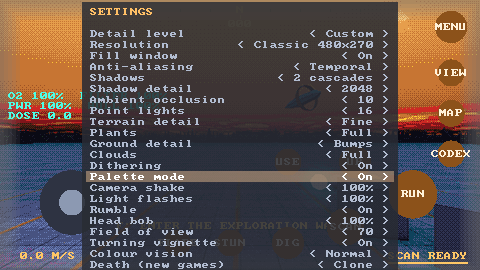 SETTINGS
Detail level < Custom >
Resolution < Classic 480x270 >
Fill window < On >
Anti-aliasing < Temporal >
Shadows < 2 cascades >
Shadow detail < 2048 >
Ambient occlusion < 10 >
Point lights < 16 >
Terrain detail < Fine >
Plants < Full >
Ground detail < Bumps >
Clouds < Full >
Dithering < On >
Palette mode < On >
Camera shake < 100% >
Light flashes < 100% >
Rumble < On >
Head bob < 100% >
Field of view < 70 >
Turning vignette < On >
Colour vision < Normal >
Death (new games) < Clone >
O2 100%
PWR 100%
DOSE 0.0
0.0 M/S
MENU
VIEW
MAP
CODEX
RUN
USE
DIG
CAN READY